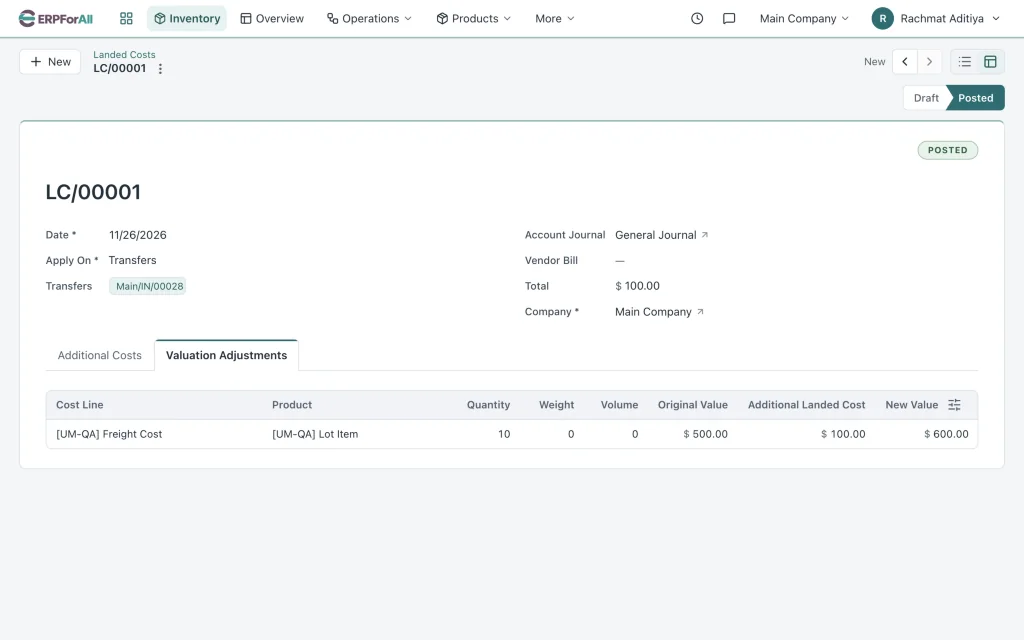 ERPForAll Inventory Overview Operations Products More Main Company R Rachmat Aditiya
New
Landed Costs
LC/00001
New
Draft Posted
POSTED
LC/00001
Date * 11/26/2026
Apply On * Transfers
Transfers Main/IN/00028
Account Journal General Journal
Vendor Bill —
Total $ 100.00
Company * Main Company
Additional Costs Valuation Adjustments
Cost Line Product Quantity Weight Volume Original Value Additional Landed Cost New Value
[UM-QA] Freight Cost [UM-QA] Lot Item 10 0 0 $ 500.00 $ 100.00 $ 600.00